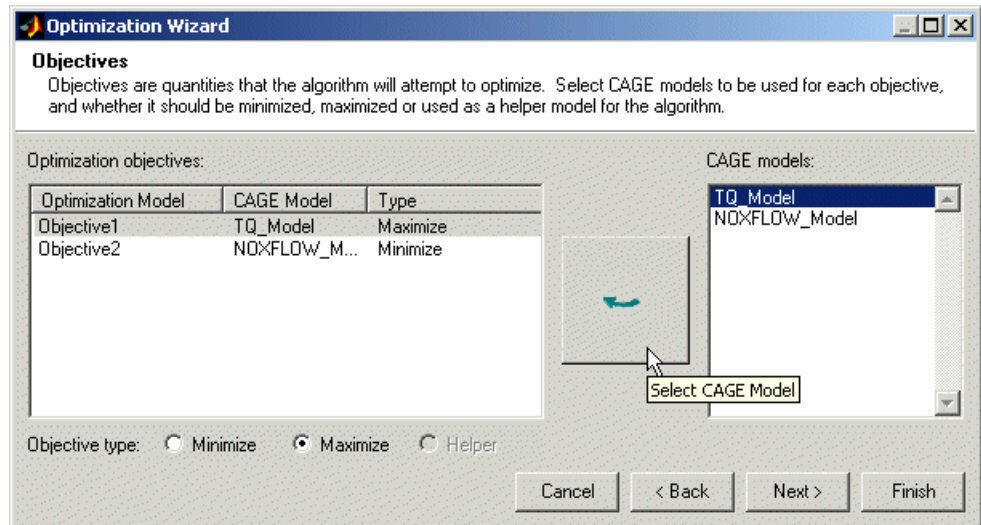 Optimization Wizard
Objectives
Objectives are quantities that the algorithm will attempt to optimize. Select CAGE models to be used for each objective,
and whether it should be minimized, maximized or used as a helper model for the algorithm.
Optimization objectives:
CAGE models:
Optimization Model CAGE Model Type
Objective1 TQ_Model Maximize
Objective2 NOXFLOW_M... Minimize
TQ_Model
NOXFLOW_Model
Select CAGE Model
Objective type: Minimize Maximize Helper
Cancel < Back Next > Finish